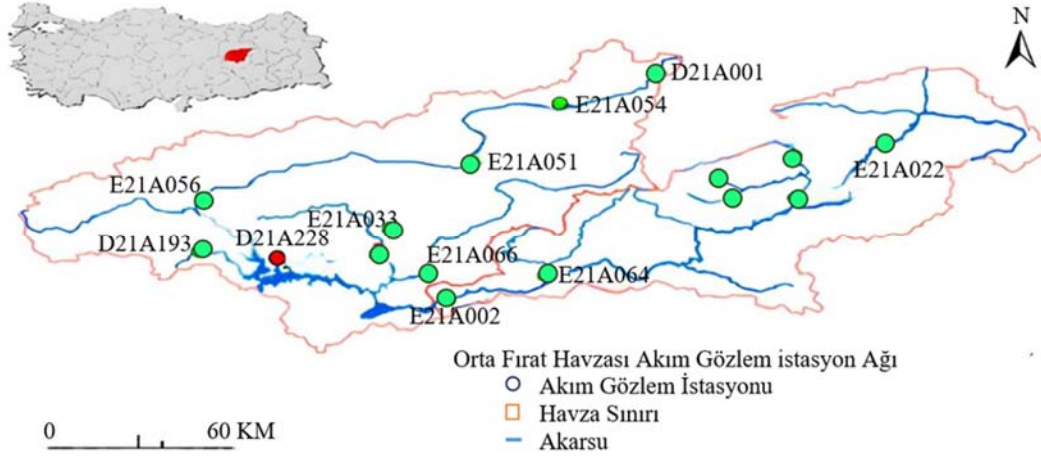 N
D21A001
E21A054
E21A051
E21A022
E21A056
E21A033
D21A193
D21A228
E21A066
E21A064
E21A002
Orta Fırat Havzası Akım Gözlem istasyon Ağı
Akım Gözlem İstasyonu
Havza Sınırı
Akarsu
0 60 KM